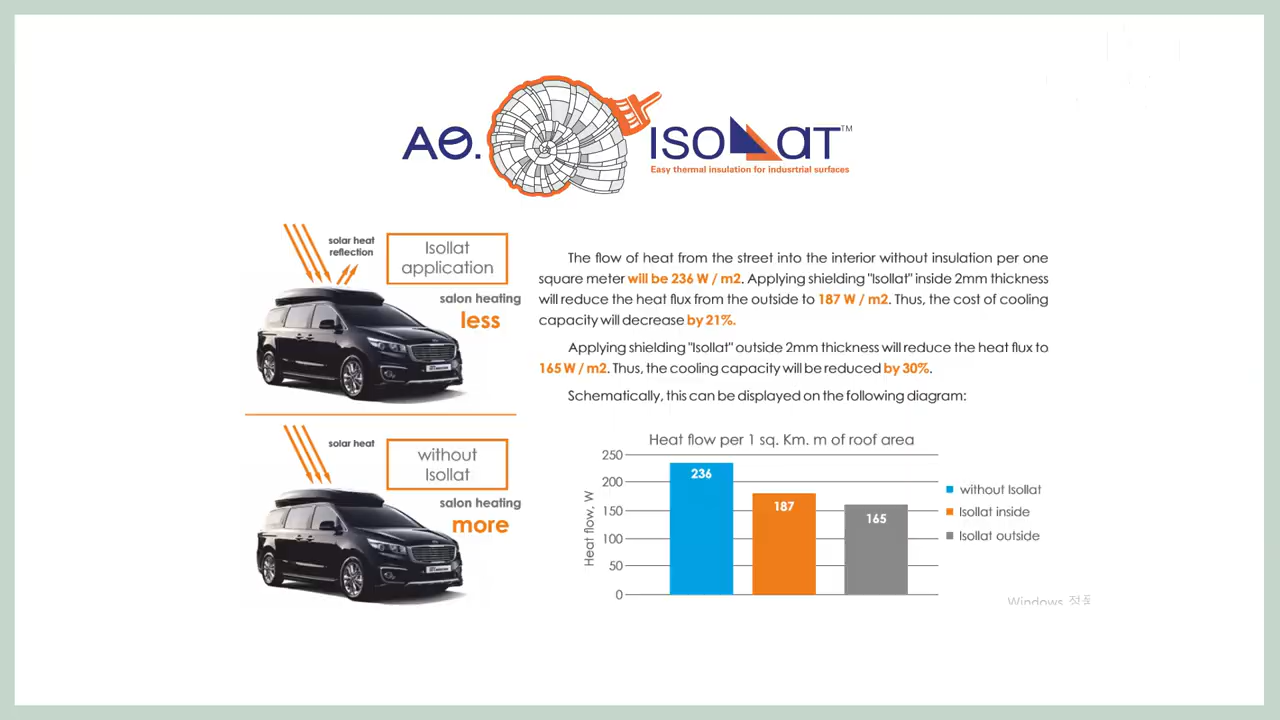 AO. ISOLLAT™
Easy thermal insulation for indusrtrial surfaces
solar heat
reflection
Isollat
application
salon heating
less
solar heat
without
Isollat
salon heating
more
The flow of heat from the street into the interior without insulation per one
square meter will be 236 W / m2. Applying shielding "Isollat" inside 2mm thickness
will reduce the heat flux from the outside to 187 W / m2. Thus, the cost of cooling
capacity will decrease by 21%.
Applying shielding "Isollat" outside 2mm thickness will reduce the heat flux to
165 W / m2. Thus, the cooling capacity will be reduced by 30%.
Schematically, this can be displayed on the following diagram:
Heat flow per 1 sq. Km. m of roof area
Heat flow, W
250
200
150
100
50
0
236
187
165
without Isollat
Isollat inside
Isollat outside
Windows